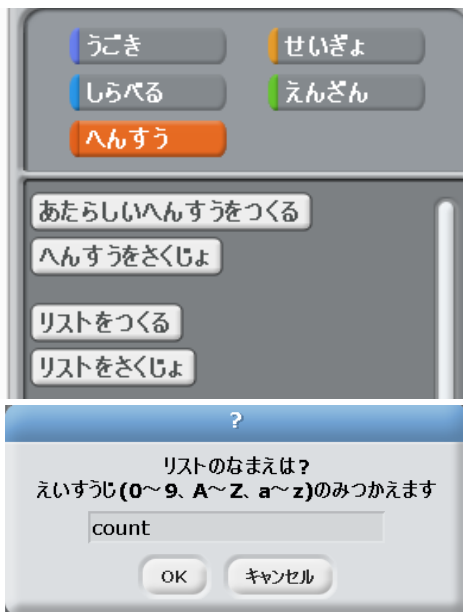 うごき せいぎょ
しらべる えんざん
へんすう
あたらしいへんすうをつくる
へんすうをさくじょ
リストをつくる
リストをさくじょ
?
リストのなまえは?
えいすうじ(0～9、A～Z、a～z)のみつかえます
count
OK キャンセル